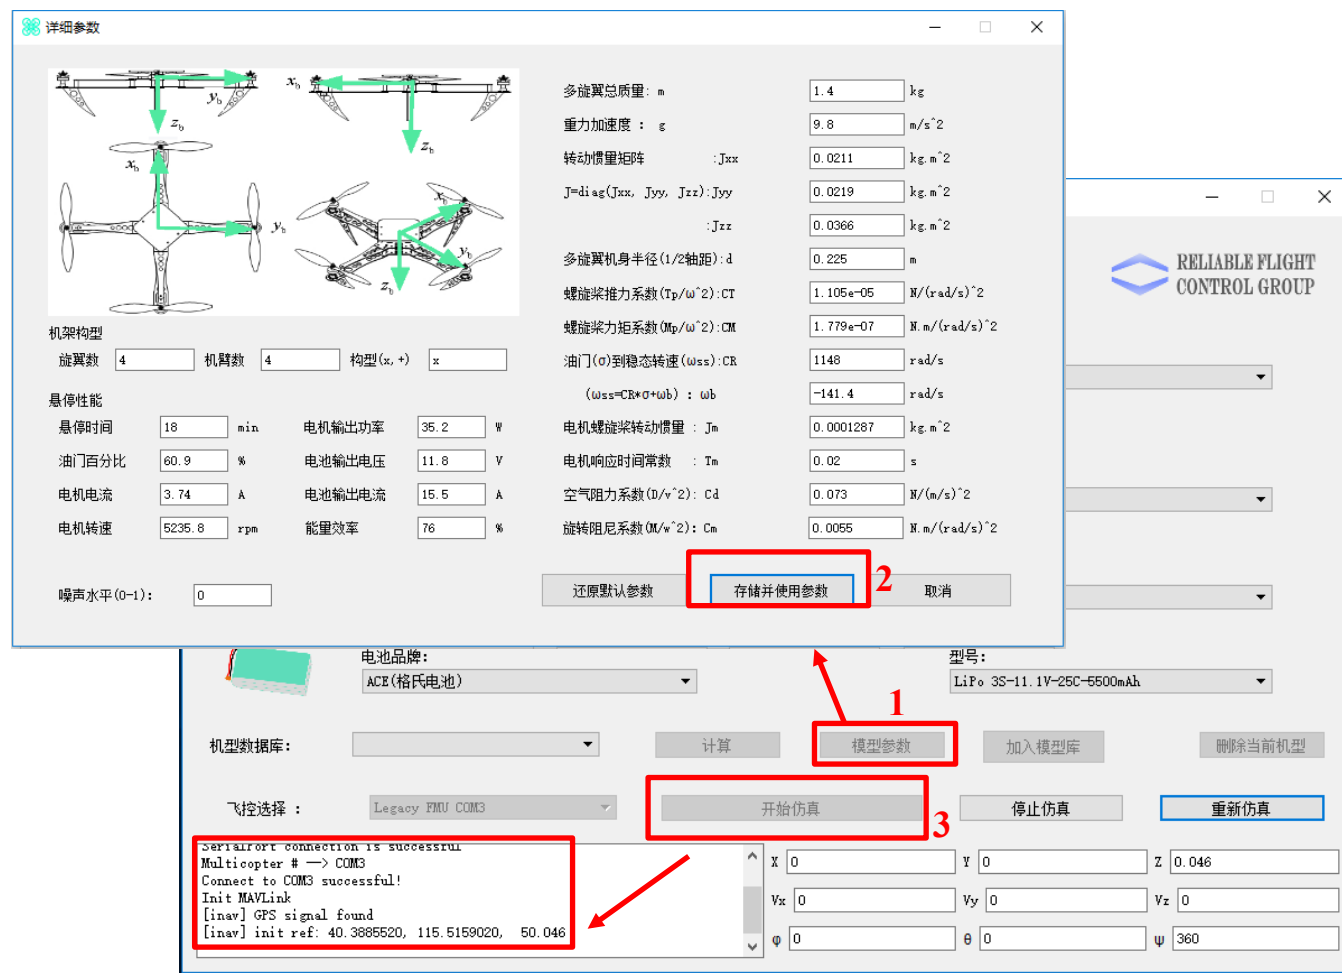 详细参数
xb
yb
zb
zb
xb
yb
xb
yb
zb
机架构型
旋翼数 4 机臂数 4 构型(x,+) x
悬停性能
悬停时间 18 min 电机输出功率 35.2 W
油门百分比 60.9 % 电池输出电压 11.8 V
电机电流 3.74 A 电池输出电流 15.5 A
电机转速 5235.8 rpm 能量效率 76 %
噪声水平(0-1): 0
多旋翼总质量: m 1.4 kg
重力加速度 : g 9.8 m/s^2
转动惯量矩阵 :Jxx 0.0211 kg.m^2
J=diag(Jxx, Jyy, Jzz):Jyy 0.0219 kg.m^2
:Jzz 0.0366 kg.m^2
多旋翼机身半径(1/2轴距):d 0.225 m
螺旋桨推力系数(Tp/ω^2):CT 1.105e-05 N/(rad/s)^2
螺旋桨力矩系数(Mp/ω^2):CM 1.779e-07 N.m/(rad/s)^2
油门(σ)到稳态转速(ωss):CR 1148 rad/s
(ωss=CR*σ+ωb) : ωb -141.4 rad/s
电机螺旋桨转动惯量 : Jm 0.0001287 kg.m^2
电机响应时间常数 : Tm 0.02 s
空气阻力系数(D/v^2): Cd 0.073 N/(m/s)^2
旋转阻尼系数(M/w^2): Cm 0.0055 N.m/(rad/s)^2
还原默认参数 存储并使用参数 2 取消
RELIABLE FLIGHT
CONTROL GROUP
电池品牌: 型号:
ACE(格氏电池) LiPo 3S-11.1V-25C-5500mAh
1
机型数据库: 计算 模型参数 加入模型库 删除当前机型
飞控选择 : Legacy FMU COM3 开始仿真 3 停止仿真 重新仿真
SerialPort connection is successful
Multicopter # —> COM3
Connect to COM3 successful!
Init MAVLink
[inav] GPS signal found
[inav] init ref: 40.3885520, 115.5159020, 50.046
X 0 Y 0 Z 0.046
Vx 0 Vy 0 Vz 0
φ 0 θ 0 ψ 360